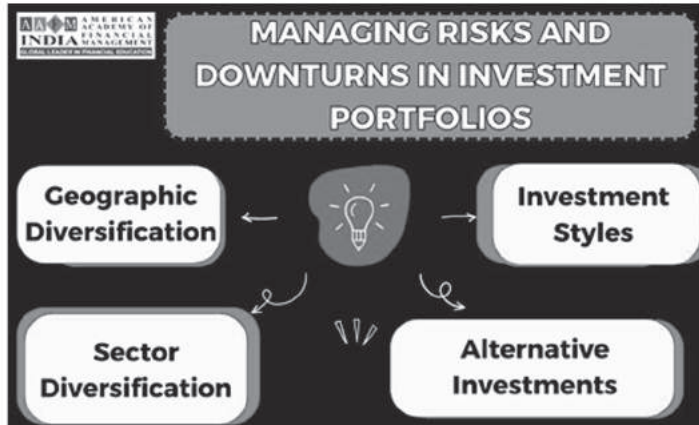 AAFM
INDIA
AMERICAN
ACADEMY OF
FINANCIAL
MANAGEMENT
GLOBAL LEADER IN FINANCIAL EDUCATION
MANAGING RISKS AND
DOWNTURNS IN INVESTMENT
PORTFOLIOS
Geographic
Diversification
Investment
Styles
Sector
Diversification
Alternative
Investments